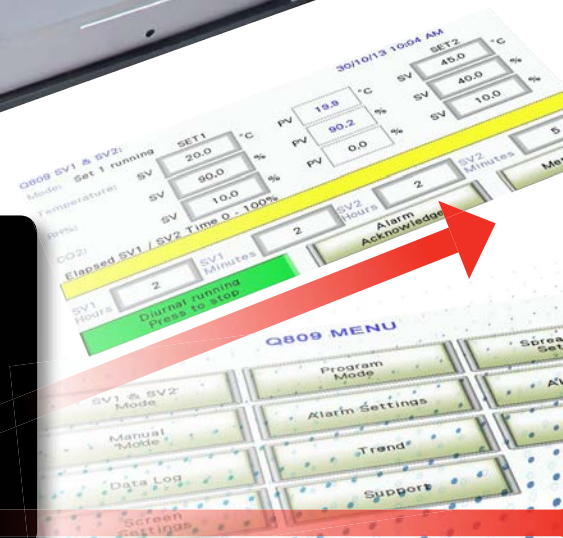 30/10/13 10:04 AM
Q809 SV1 & SV2:
Mode: Set 1 running
SET1
SET2
Temperature: SV 20.0 °C PV 19.9 °C SV 45.0 °C
RH%: SV 90.0 % PV 90.2 % SV 40.0 %
CO2: SV 10.0 % PV 0.0 % SV 10.0 %
Elapsed SV1 / SV2 Time 0 - 100%
SV1 Hours 2 SV1 Minutes 2 SV2 Hours 2 SV2 Minutes 5
Diurnal running
Press to stop
Alarm
Acknowledge
Q809 MENU
SV1 & SV2
Mode
Program
Mode
Manual
Mode
Alarm Settings
Data Log
Trend
Screen
Settings
Support